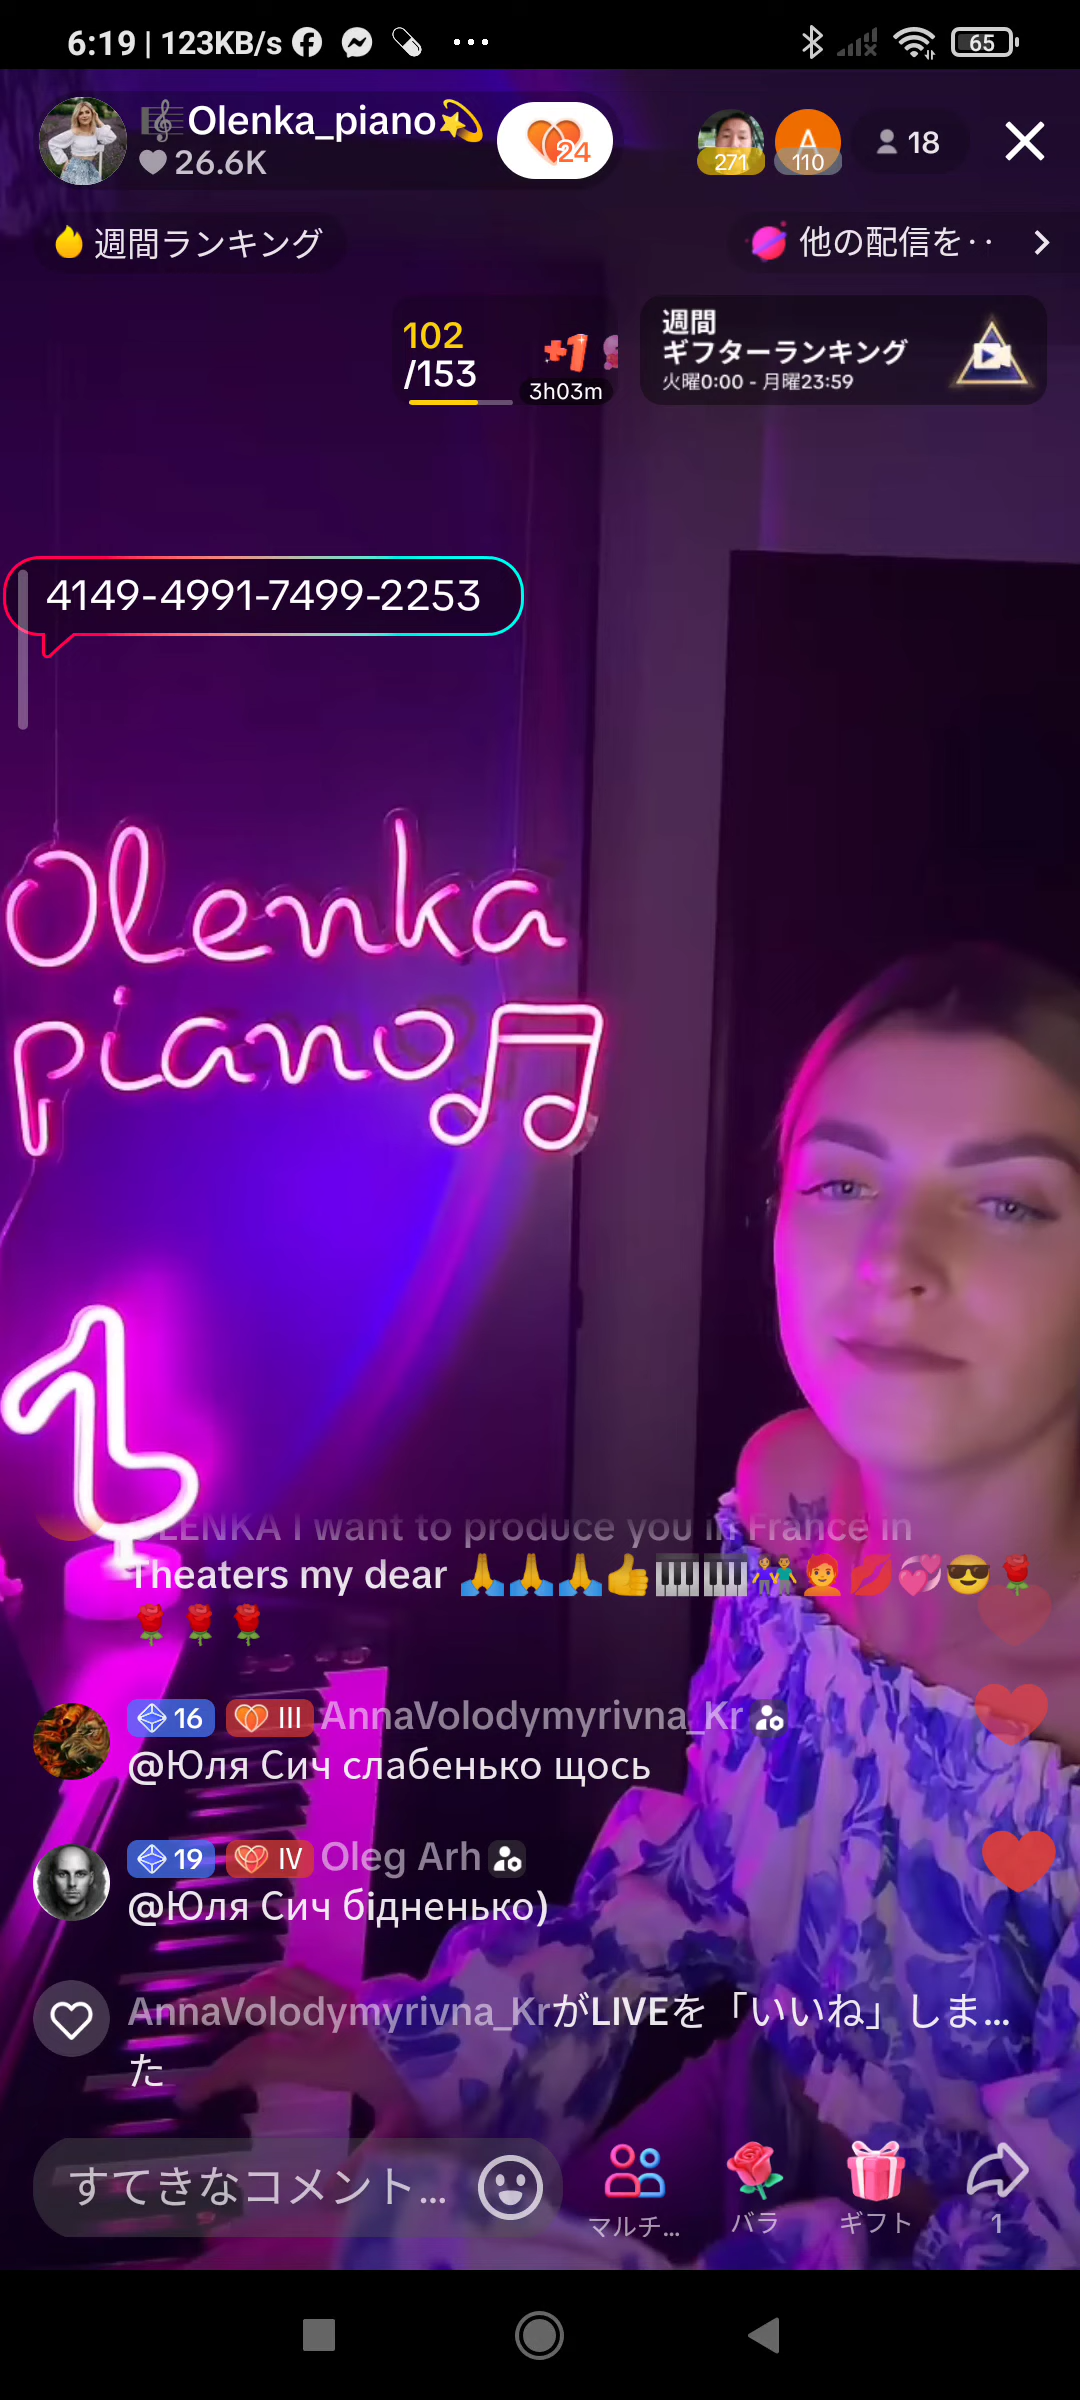 6:19 | 123KB/s
65
Olenka_piano
26.6K
24
271
A
110
18
週間ランキング
他の配信を··
102
/153
+1
3h03m
週間
ギフターランキング
火曜0:00 - 月曜23:59
4149-4991-7499-2253
Olenka
piano
OLENKA I want to produce you in France in
Theaters my dear 🙏🙏🙏👍🎹🎹👫👩‍🦰💋💞😎🌹
🌹🌹🌹
16 III AnnaVolodymyrivna_Kr
@Юля Сич слабенько щось
19 IV Oleg Arh
@Юля Сич бідненько)
AnnaVolodymyrivna_KrがLIVEを「いいね」しま...
た
すてきなコメント...
マルチ...
バラ
ギフト
1